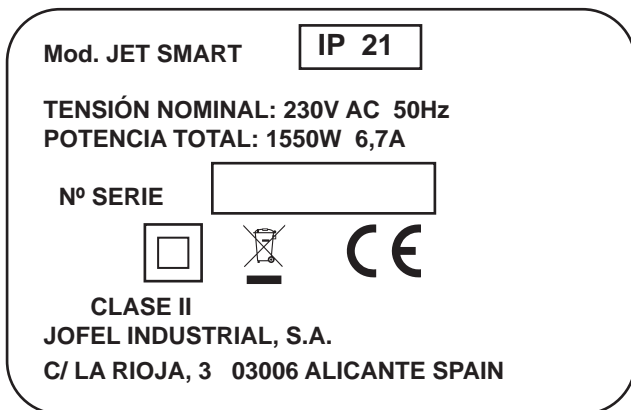 Mod. JET SMART IP 21
TENSIÓN NOMINAL: 230V AC 50Hz
POTENCIA TOTAL: 1550W 6,7A
Nº SERIE
CE
CLASE II
JOFEL INDUSTRIAL, S.A.
C/ LA RIOJA, 3 03006 ALICANTE SPAIN